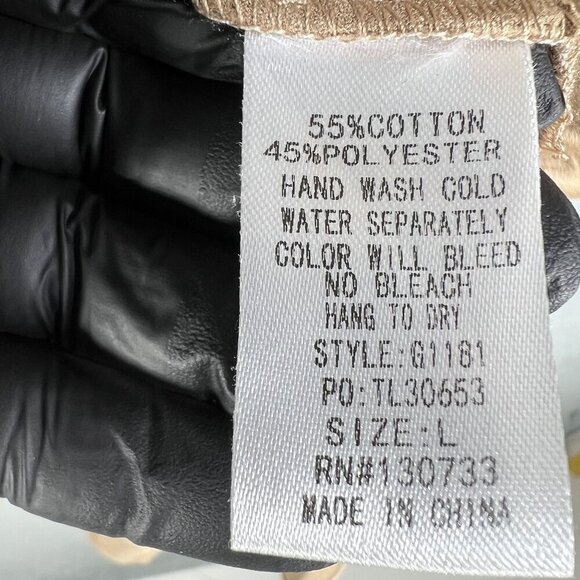 55%COTTON
45%POLYESTER
HAND WASH COLD
WATER SEPARATELY
COLOR WILL BLEED
NO BLEACH
HANG TO DRY
STYLE:G1181
PO:TL30653
SIZE:L
RN#130733
MADE IN CHINA